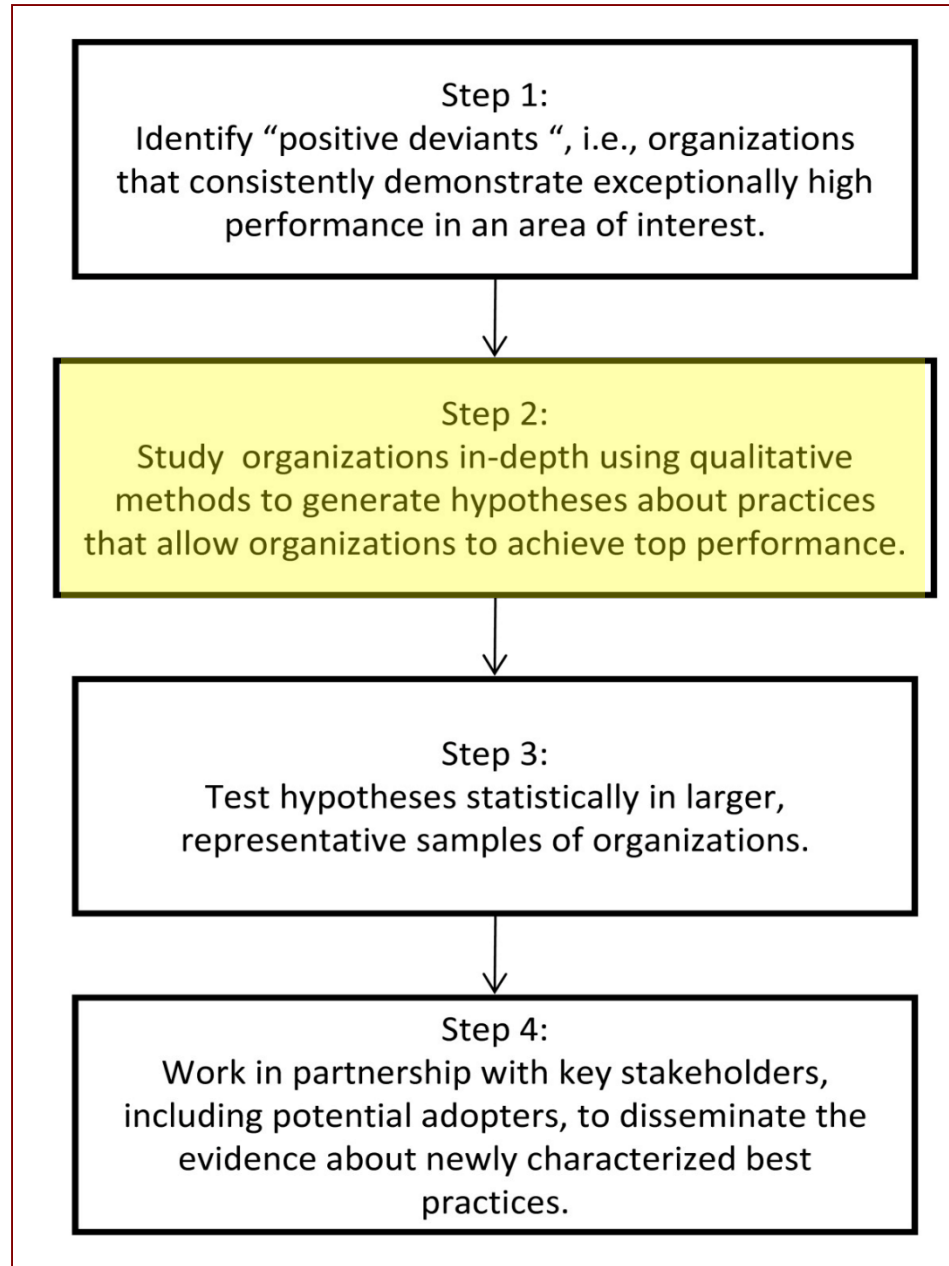 Step 1:
Identify “positive deviants “, i.e., organizations
that consistently demonstrate exceptionally high
performance in an area of interest.
Step 2:
Study organizations in-depth using qualitative
methods to generate hypotheses about practices
that allow organizations to achieve top performance.
Step 3:
Test hypotheses statistically in larger,
representative samples of organizations.
Step 4:
Work in partnership with key stakeholders,
including potential adopters, to disseminate the
evidence about newly characterized best
practices.